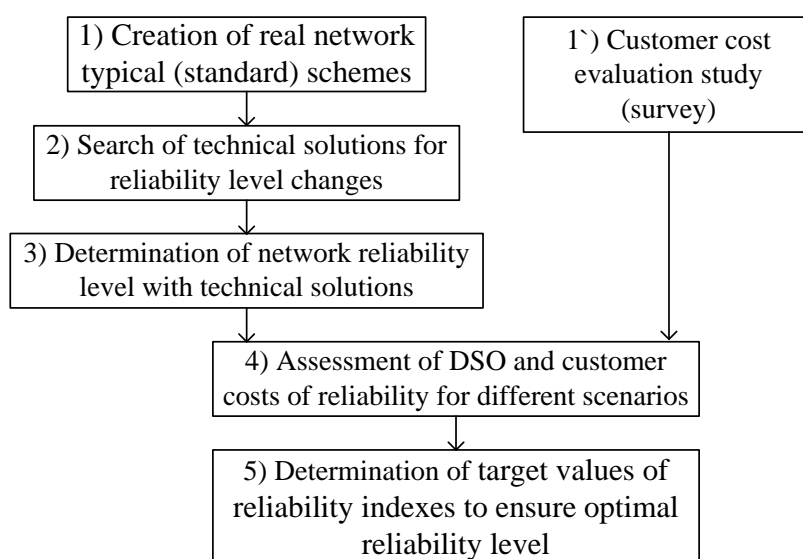 1) Creation of real network
typical (standard) schemes
1`) Customer cost
evaluation study
(survey)
2) Search of technical solutions for
reliability level changes
3) Determination of network reliability
level with technical solutions
4) Assessment of DSO and customer
costs of reliability for different scenarios
5) Determination of target values of
reliability indexes to ensure optimal
reliability level